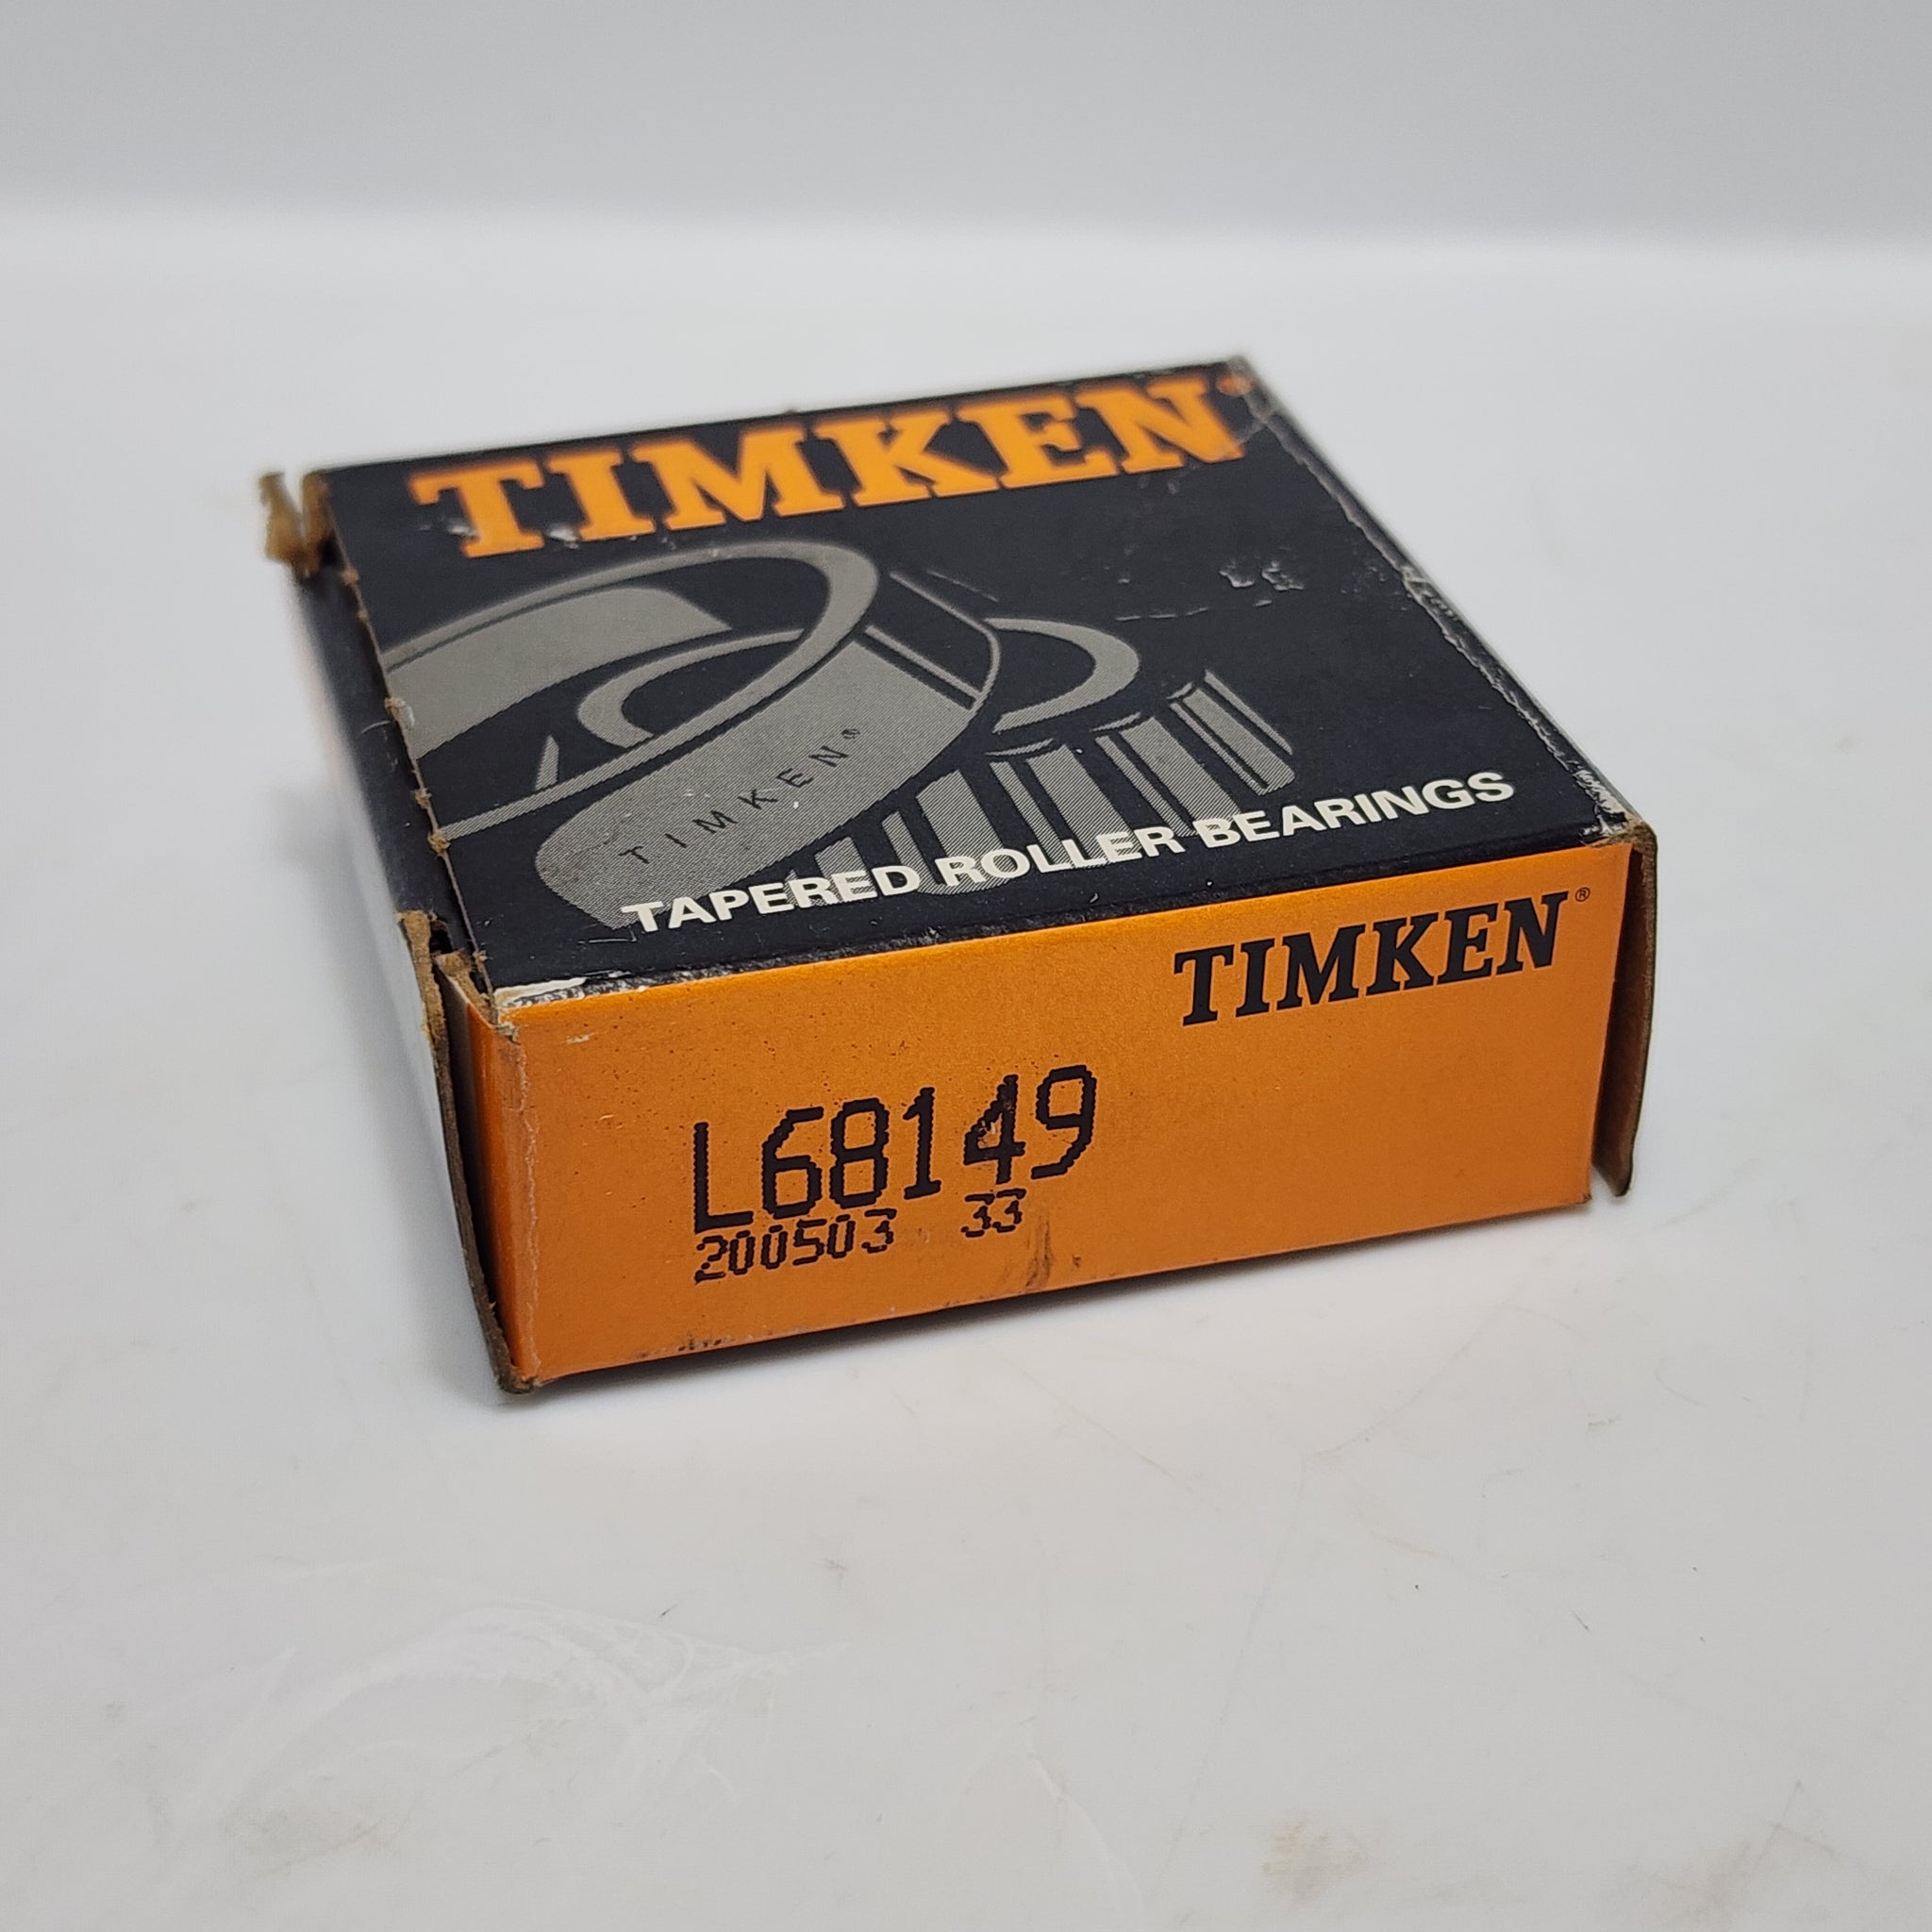 TIMKEN®
TIMKEN®
TAPERED ROLLER BEARINGS
TIMKEN®
L68149
200503 33